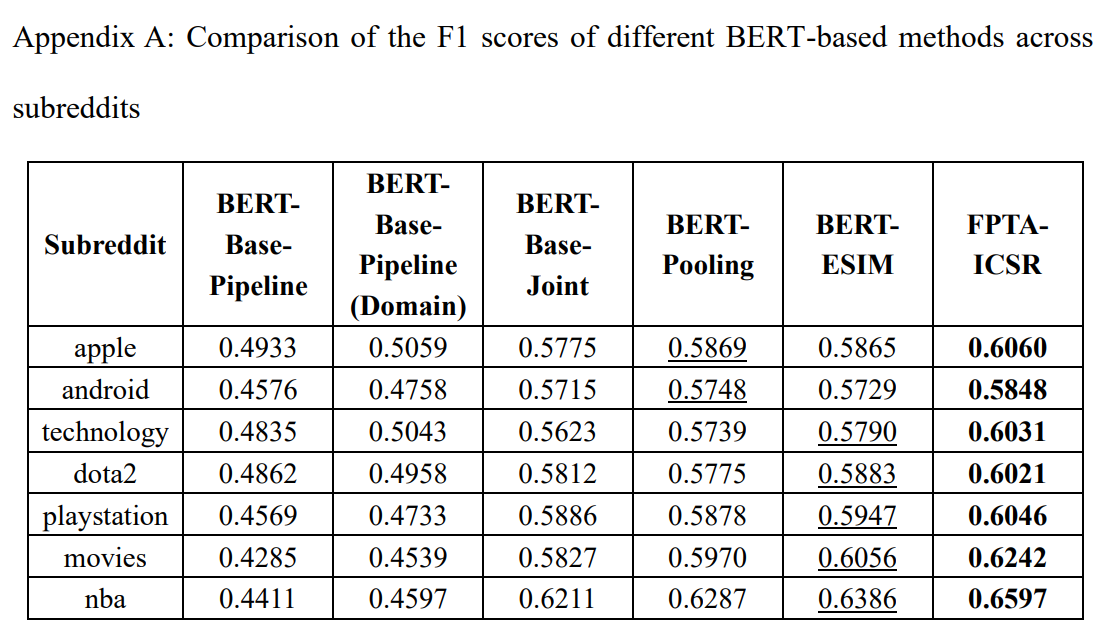 Appendix A: Comparison of the F1 scores of different BERT-based methods across
subreddits
Subreddit BERT-Base-Pipeline BERT-Base-Pipeline (Domain) BERT-Base-Joint BERT-Pooling BERT-ESIM FPTA-ICSR
apple 0.4933 0.5059 0.5775 0.5869 0.5865 0.6060
android 0.4576 0.4758 0.5715 0.5748 0.5729 0.5848
technology 0.4835 0.5043 0.5623 0.5739 0.5790 0.6031
dota2 0.4862 0.4958 0.5812 0.5775 0.5883 0.6021
playstation 0.4569 0.4733 0.5886 0.5878 0.5947 0.6046
movies 0.4285 0.4539 0.5827 0.5970 0.6056 0.6242
nba 0.4411 0.4597 0.6211 0.6287 0.6386 0.6597